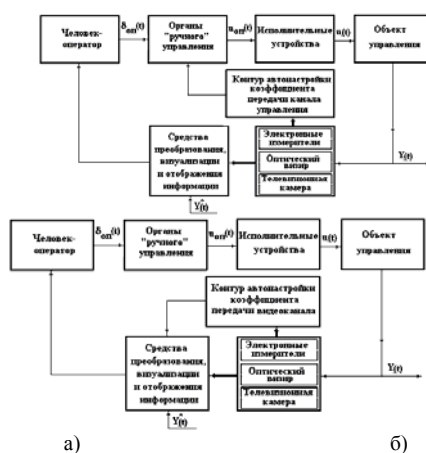 δоп(t)
uоп(t)
u(t)
Человек-
оператор
Органы
"ручного"
управления
Исполнительные
устройства
Объект
управления
Контур автонастройки
коэффициента
передачи канала
управления
Средства
преобразования,
визуализации
и отображения
информации
Электронные
измерители
Оптический
визир
Телевизионная
камера
Y(t)
Y*(t)
δоп(t)
uоп(t)
u(t)
Человек-
оператор
Органы
"ручного"
управления
Исполнительные
устройства
Объект
управления
Контур автонастройки
коэффициента
передачи видеоканала
Средства
преобразования,
визуализации
и отображения
информации
Электронные
измерители
Оптический
визир
Телевизионная
камера
Y(t)
Y*(t)
а) б)